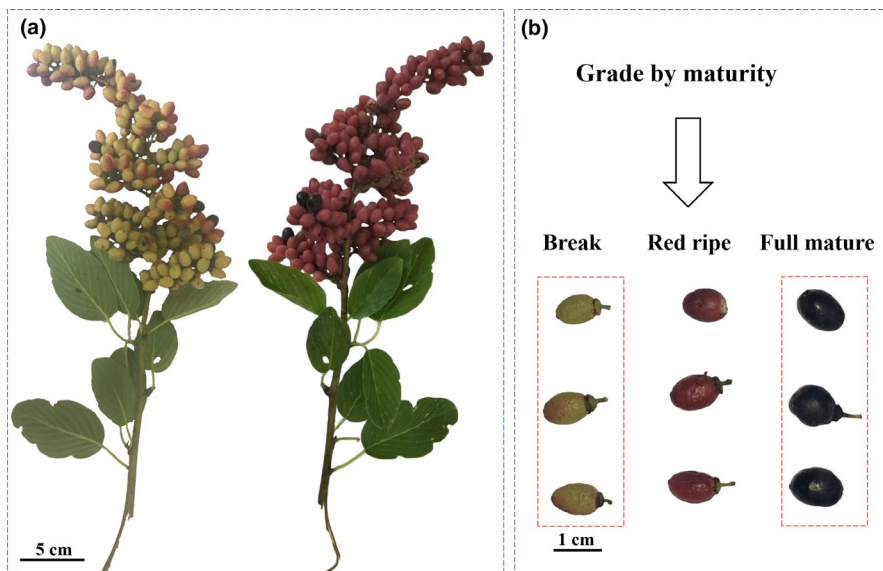 (a)
5 cm
(b)
Grade by maturity
Break
Red ripe
Full mature
1 cm